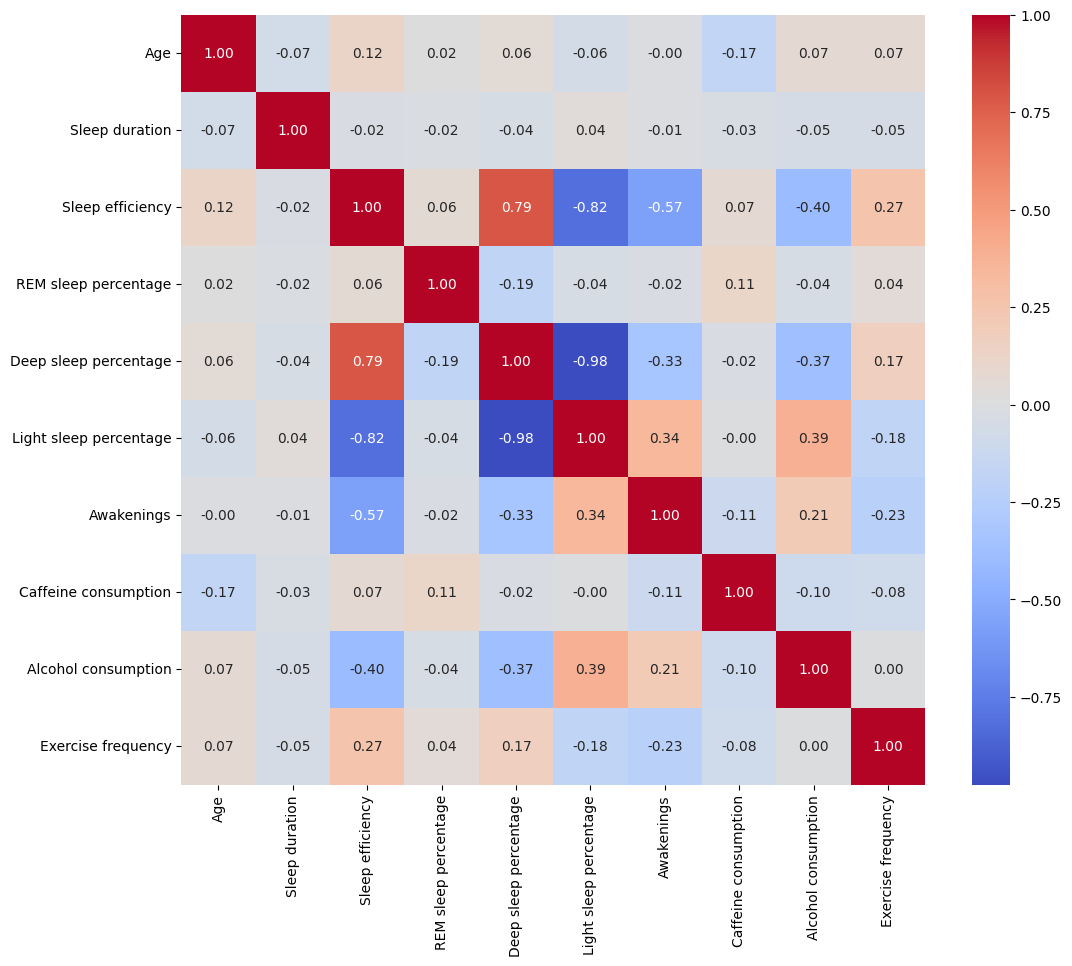 Age 1.00 -0.07 0.12 0.02 0.06 -0.06 -0.00 -0.17 0.07 0.07
Sleep duration -0.07 1.00 -0.02 -0.02 -0.04 0.04 -0.01 -0.03 -0.05 -0.05
Sleep efficiency 0.12 -0.02 1.00 0.06 0.79 -0.82 -0.57 0.07 -0.40 0.27
REM sleep percentage 0.02 -0.02 0.06 1.00 -0.19 -0.04 -0.02 0.11 -0.04 0.04
Deep sleep percentage 0.06 -0.04 0.79 -0.19 1.00 -0.98 -0.33 -0.02 -0.37 0.17
Light sleep percentage -0.06 0.04 -0.82 -0.04 -0.98 1.00 0.34 -0.00 0.39 -0.18
Awakenings -0.00 -0.01 -0.57 -0.02 -0.33 0.34 1.00 -0.11 0.21 -0.23
Caffeine consumption -0.17 -0.03 0.07 0.11 -0.02 -0.00 -0.11 1.00 -0.10 -0.08
Alcohol consumption 0.07 -0.05 -0.40 -0.04 -0.37 0.39 0.21 -0.10 1.00 0.00
Exercise frequency 0.07 -0.05 0.27 0.04 0.17 -0.18 -0.23 -0.08 0.00 1.00
Age
Sleep duration
Sleep efficiency
REM sleep percentage
Deep sleep percentage
Light sleep percentage
Awakenings
Caffeine consumption
Alcohol consumption
Exercise frequency
1.00
0.75
0.50
0.25
0.00
−0.25
−0.50
−0.75